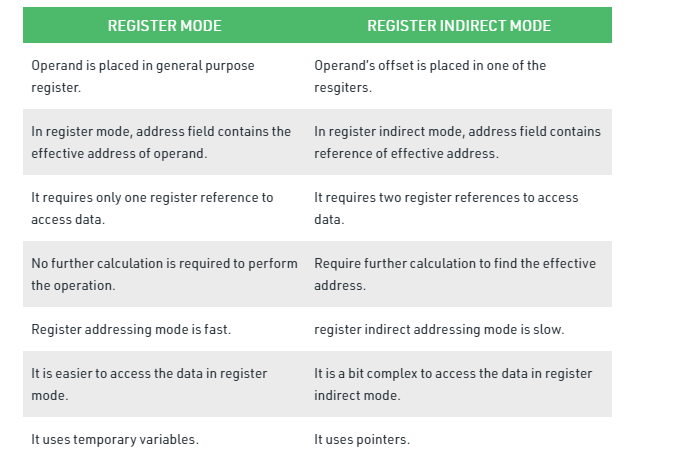 REGISTER MODE REGISTER INDIRECT MODE
Operand is placed in general purpose register.
Operand's offset is placed in one of the resgiters.
In register mode, address field contains the effective address of operand.
In register indirect mode, address field contains reference of effective address.
It requires only one register reference to access data.
It requires two register references to access data.
No further calculation is required to perform the operation.
Require further calculation to find the effective address.
Register addressing mode is fast.
register indirect addressing mode is slow.
It is easier to access the data in register mode.
It is a bit complex to access the data in register indirect mode.
It uses temporary variables.
It uses pointers.